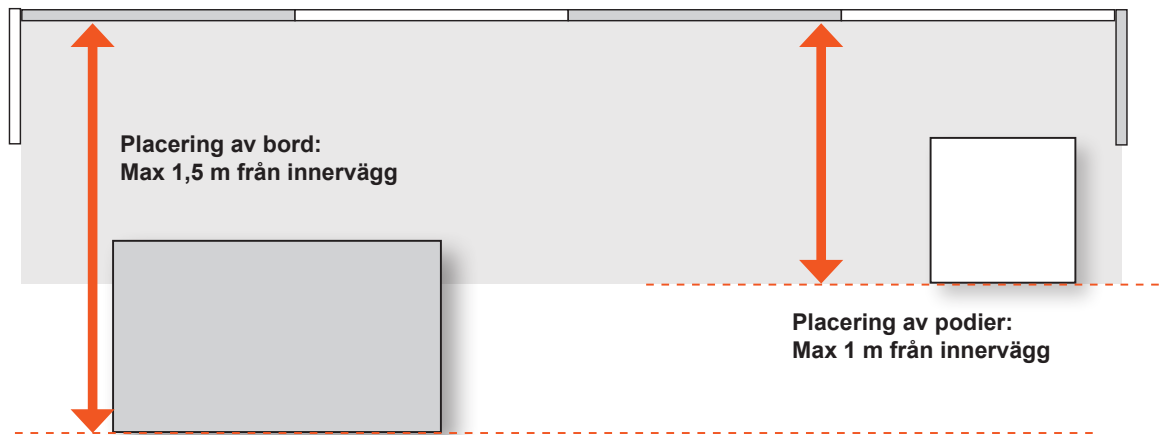 Placering av bord:
Max 1,5 m från innervägg
Placering av podier:
Max 1 m från innervägg